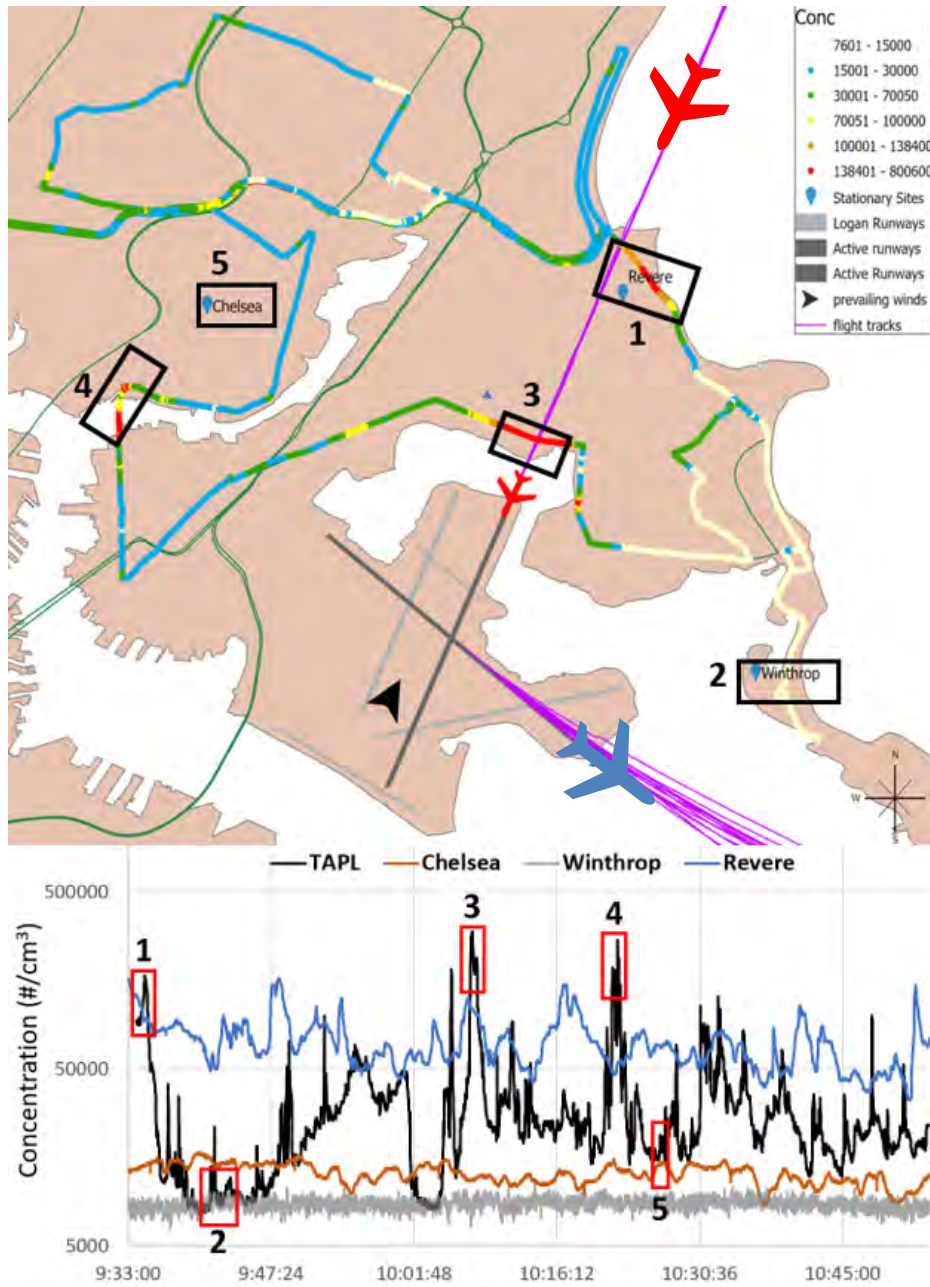 Conc
7601 - 15000
15001 - 30000
30001 - 70050
70051 - 100000
100001 - 138400
138401 - 800600
Stationary Sites
Logan Runways
Active runways
Active Runways
prevailing winds
flight tracks
5
Chelsea
Revere
1
4
3
2
Winthrop
N
W
E
S
TAPL
Chelsea
Winthrop
Revere
Concentration (#/cm³)
500000
50000
5000
1
2
3
4
5
9:33:00
9:47:24
10:01:48
10:16:12
10:30:36
10:45:00